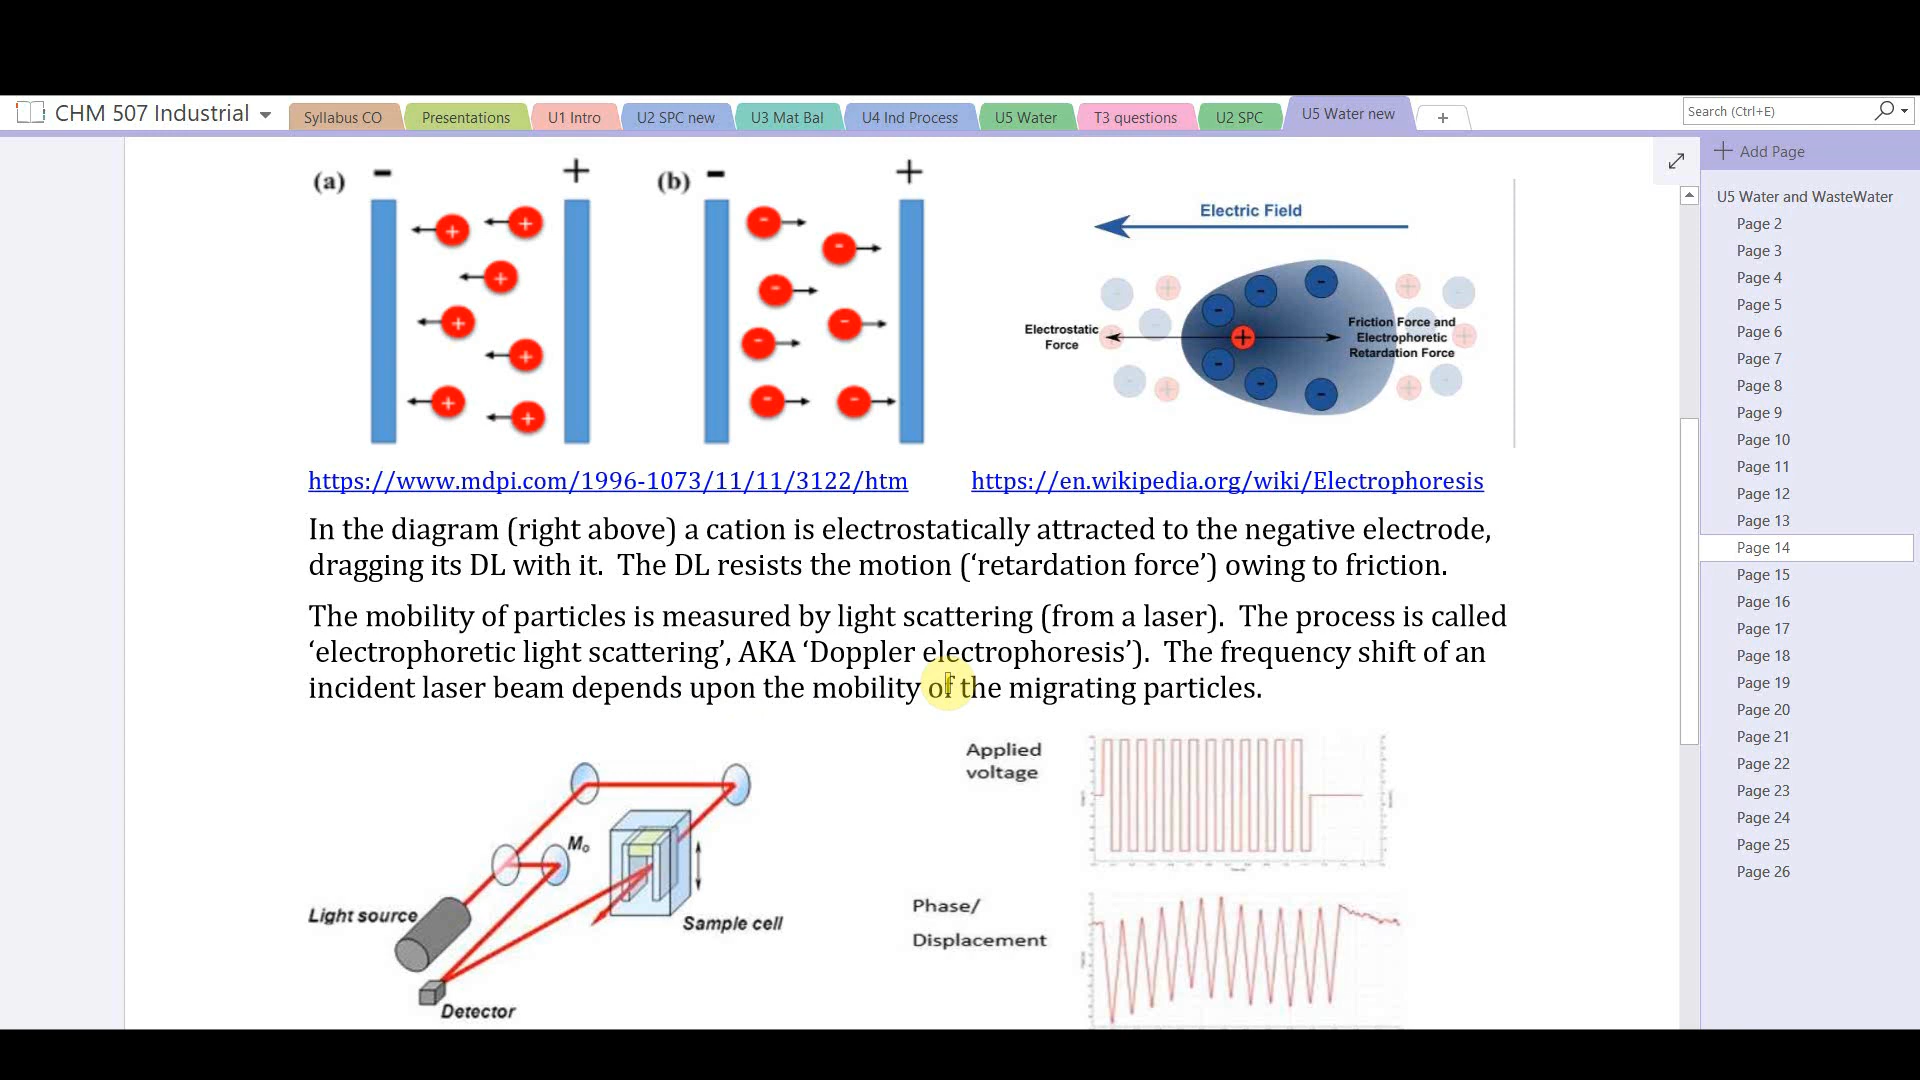 CHM 507 Industrial
Syllabus CO
Presentations
U1 Intro
U2 SPC new
U3 Mat Bal
U4 Ind Process
U5 Water
T3 questions
U2 SPC
U5 Water new
+
Search (Ctrl+E)
Add Page
U5 Water and WasteWater
Page 2
Page 3
Page 4
Page 5
Page 6
Page 7
Page 8
Page 9
Page 10
Page 11
Page 12
Page 13
Page 14
Page 15
Page 16
Page 17
Page 18
Page 19
Page 20
Page 21
Page 22
Page 23
Page 24
Page 25
Page 26
(a) - +
(b) - +
Electric Field
Electrostatic
Force
Friction Force and
Electrophoretic
Retardation Force
https://www.mdpi.com/1996-1073/11/11/3122/htm
https://en.wikipedia.org/wiki/Electrophoresis
In the diagram (right above) a cation is electrostatically attracted to the negative electrode,
dragging its DL with it.  The DL resists the motion (‘retardation force’) owing to friction.
The mobility of particles is measured by light scattering (from a laser).  The process is called
‘electrophoretic light scattering’, AKA ‘Doppler electrophoresis’).  The frequency shift of an
incident laser beam depends upon the mobility of the migrating particles.
Mo
Light source
Sample cell
Detector
Applied
voltage
Phase/
Displacement